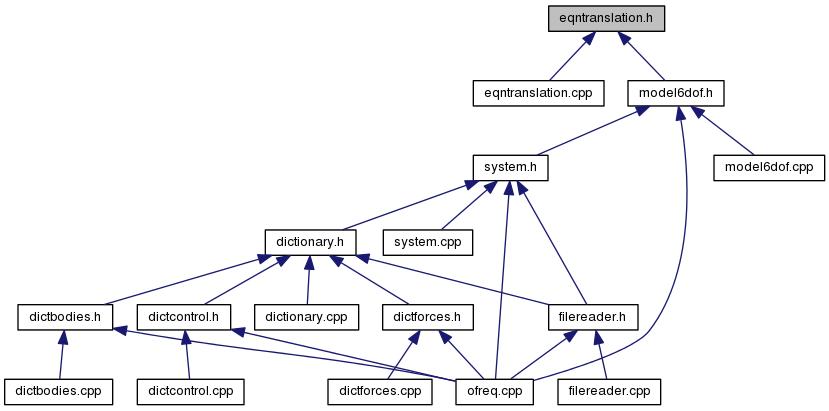 eqntranslation.h
eqntranslation.cpp
model6dof.h
system.h
model6dof.cpp
dictionary.h
system.cpp
dictbodies.h
dictcontrol.h
dictionary.cpp
dictforces.h
filereader.h
dictbodies.cpp
dictcontrol.cpp
dictforces.cpp
ofreq.cpp
filereader.cpp